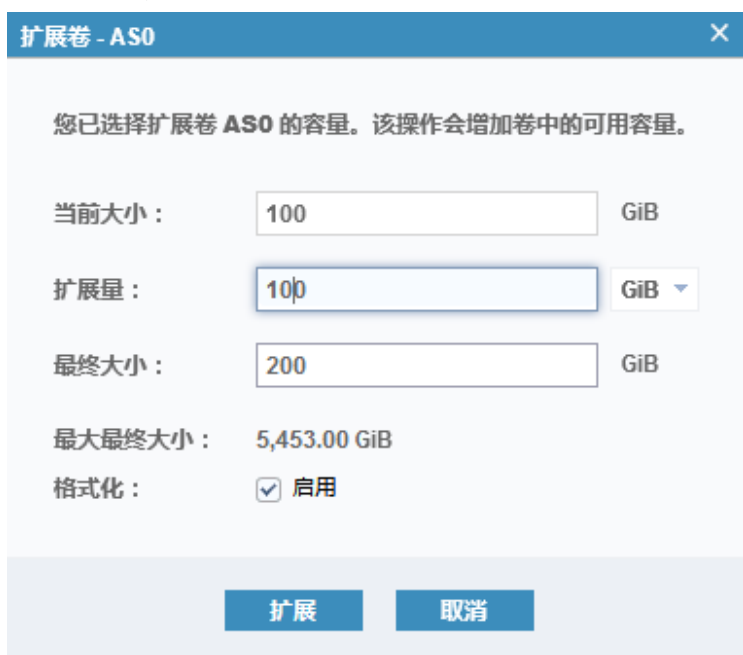 扩展卷 - AS0
您已选择扩展卷 AS0 的容量。该操作会增加卷中的可用容量。
当前大小： 100 GiB
扩展量： 100 GiB
最终大小： 200 GiB
最大最终大小： 5,453.00 GiB
格式化： 启用
扩展 取消